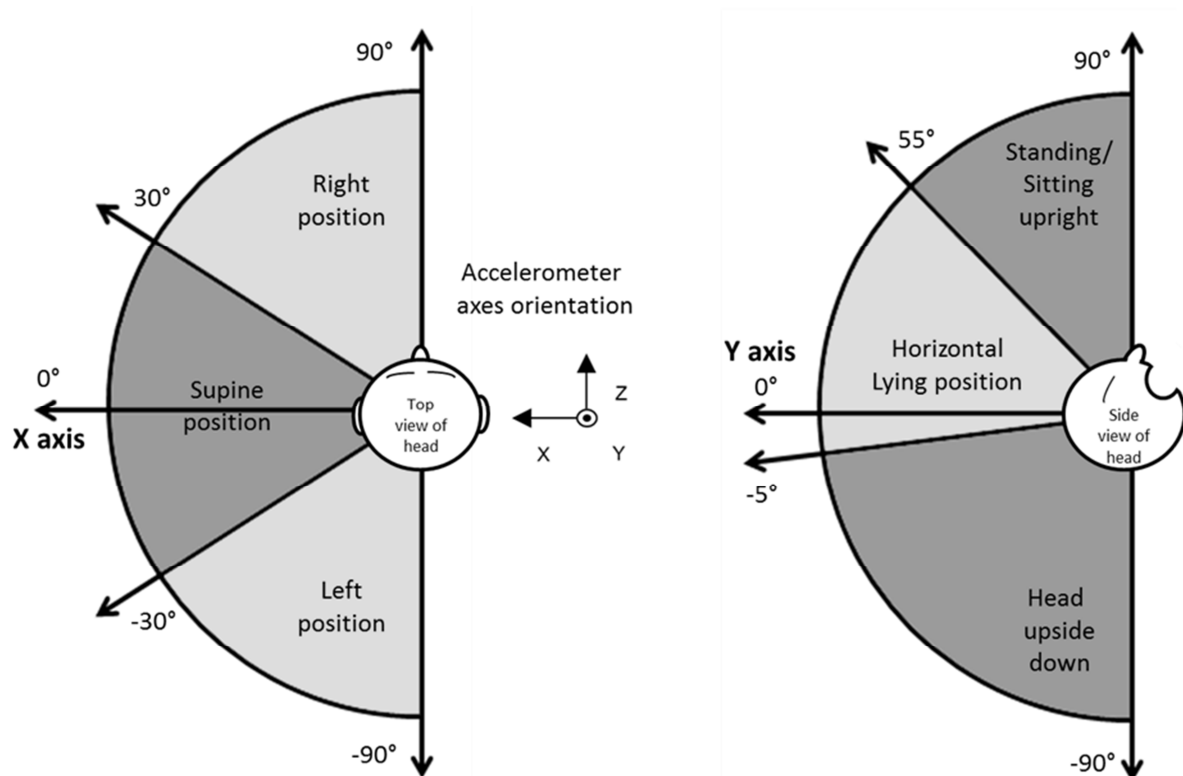 90°
Right
position
30°
Accelerometer
axes orientation
0°
X axis
Supine
position
Top
view of
head
Z
X
Y
-30°
Left
position
-90°
90°
55°
Standing/
Sitting
upright
Y axis
0°
Horizontal
Lying position
-5°
Side
view of
head
Head
upside
down
-90°